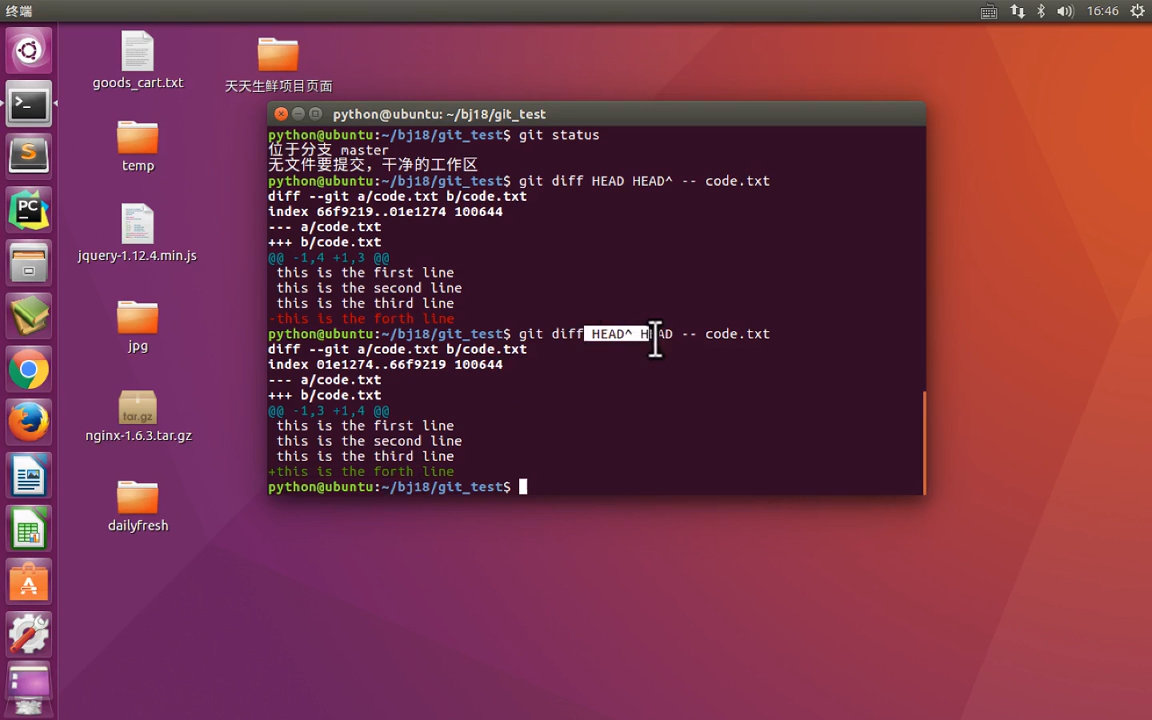 终端
16:46
goods_cart.txt
天天生鲜项目页面
temp
jquery-1.12.4.min.js
jpg
tar.gz
nginx-1.6.3.tar.gz
dailyfresh
python@ubuntu: ~/bj18/git_test
python@ubuntu:~/bj18/git_test$ git status
位于分支 master
无文件要提交，干净的工作区
python@ubuntu:~/bj18/git_test$ git diff HEAD HEAD^ -- code.txt
diff --git a/code.txt b/code.txt
index 66f9219..01e1274 100644
--- a/code.txt
+++ b/code.txt
@@ -1,4 +1,3 @@
 this is the first line
 this is the second line
 this is the third line
-this is the forth line
python@ubuntu:~/bj18/git_test$ git diff HEAD^ HEAD -- code.txt
diff --git a/code.txt b/code.txt
index 01e1274..66f9219 100644
--- a/code.txt
+++ b/code.txt
@@ -1,3 +1,4 @@
 this is the first line
 this is the second line
 this is the third line
+this is the forth line
python@ubuntu:~/bj18/git_test$